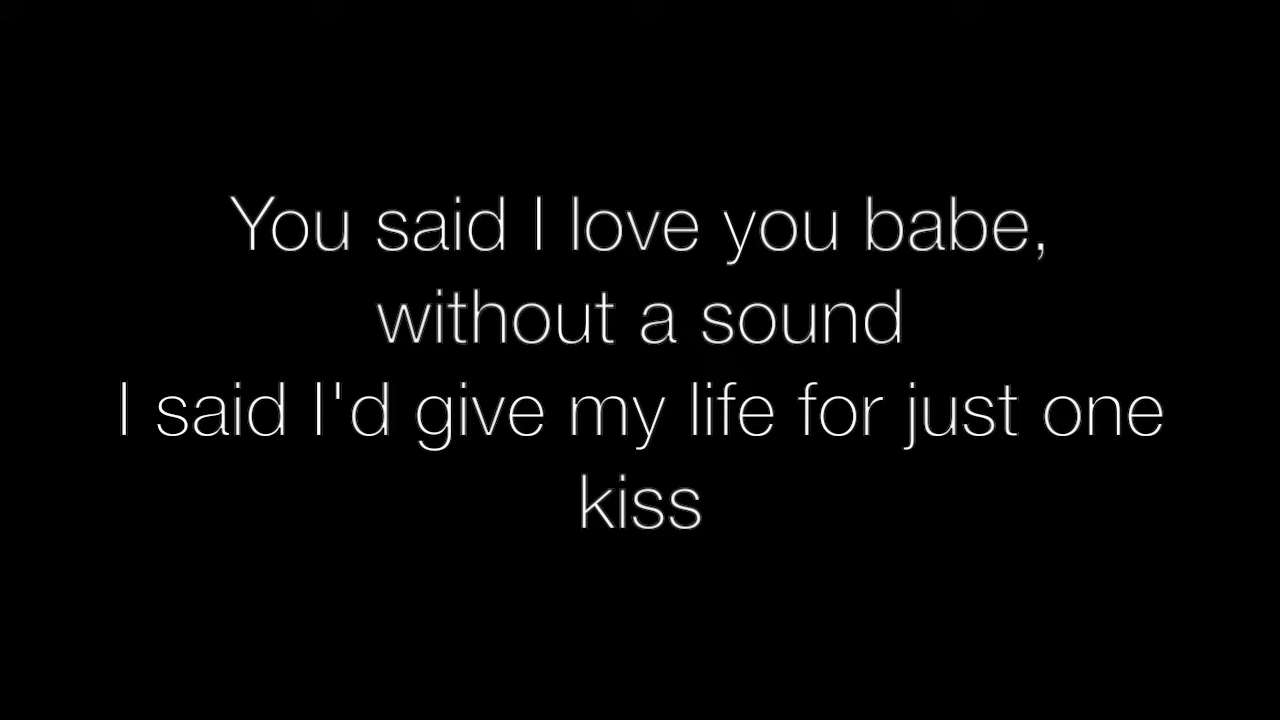 You said I love you babe,
without a sound
I said I'd give my life for just one
kiss